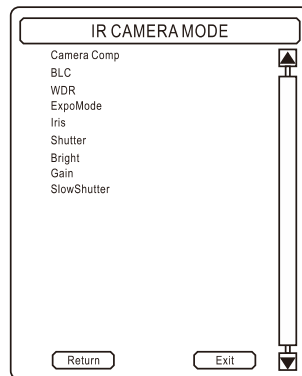 IR CAMERA MODE
Camera Comp
BLC
WDR
ExpoMode
Iris
Shutter
Bright
Gain
SlowShutter
Return Exit